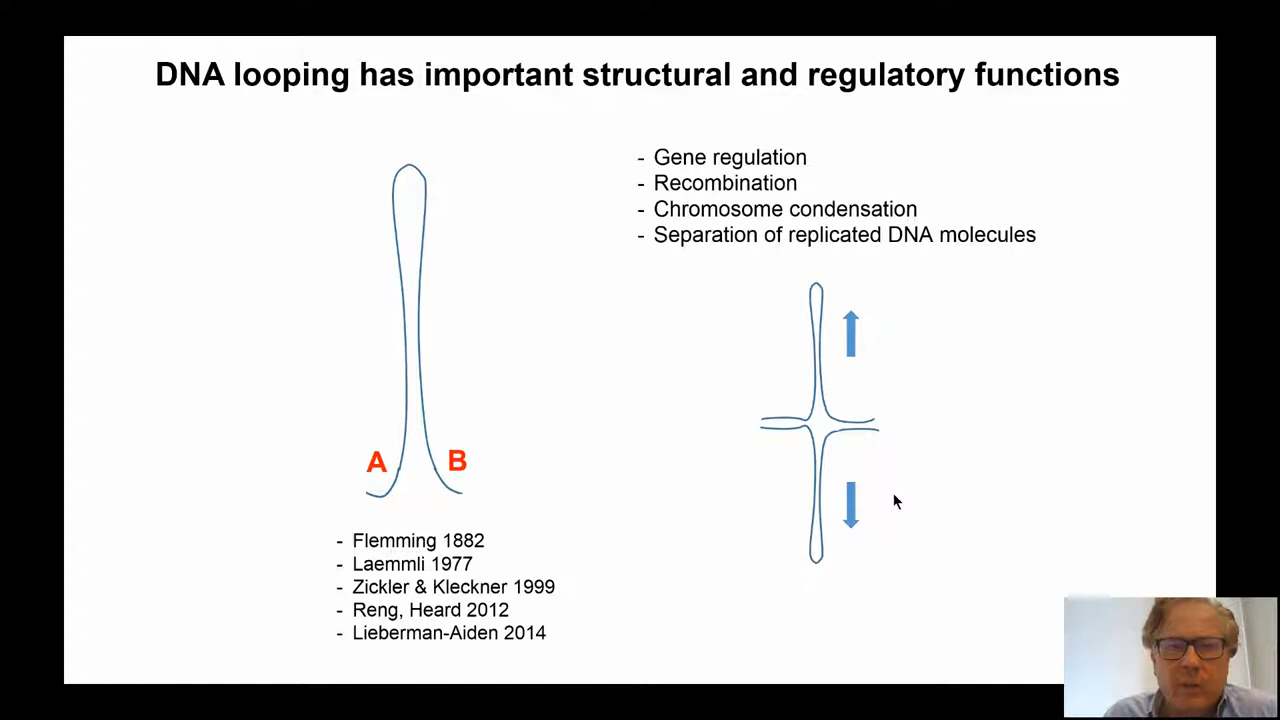 DNA looping has important structural and regulatory functions
- Gene regulation
- Recombination
- Chromosome condensation
- Separation of replicated DNA molecules
A B
- Flemming 1882
- Laemmli 1977
- Zickler & Kleckner 1999
- Reng, Heard 2012
- Lieberman-Aiden 2014